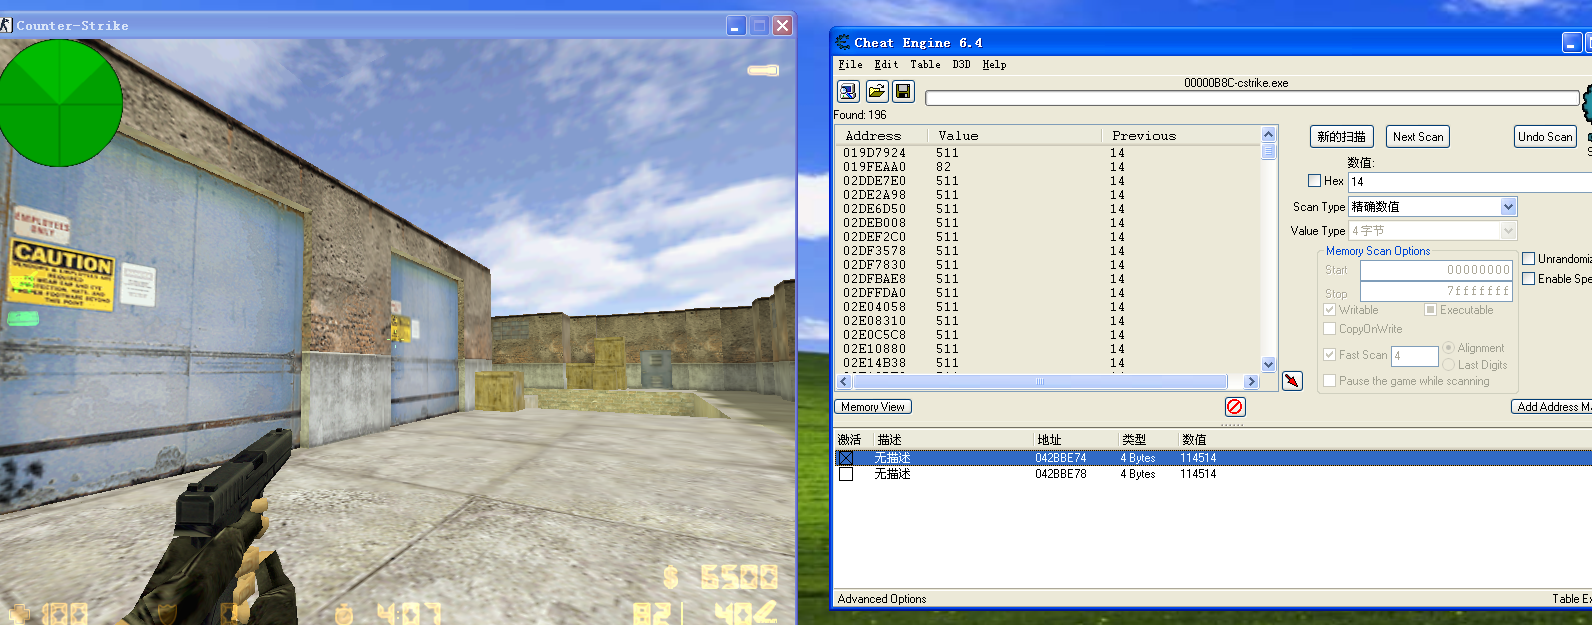 Counter-Strike
EMPLOYEES
ONLY
CAUTION
THIS POINT
$ 6500
100
4:07
82
Cheat Engine 6.4
File Edit Table D3D Help
00000B8C-cstrike.exe
Found: 196
Address Value Previous
019D7924 511 14
019FEAA0 82 14
02DDE7E0 511 14
02DE2A98 511 14
02DE6D50 511 14
02DEB008 511 14
02DEF2C0 511 14
02DF3578 511 14
02DF7830 511 14
02DFBAE8 511 14
02DFFDA0 511 14
02E04058 511 14
02E08310 511 14
02E0C5C8 511 14
02E10880 511 14
02E14B38 511 14
新的扫描 Next Scan Undo Scan
数值:
Hex 14
Scan Type 精确数值
Value Type 4 字节
Memory Scan Options
Start 00000000
Stop 7fffffff
Writable Executable
CopyOnWrite
Fast Scan 4 Alignment
Last Digits
Pause the game while scanning
Unrandomiz
Enable Spe
Memory View
Add Address M
激活 描述 地址 类型 数值
无描述 042BBE74 4 Bytes 114514
无描述 042BBE78 4 Bytes 114514
Advanced Options Table Ex